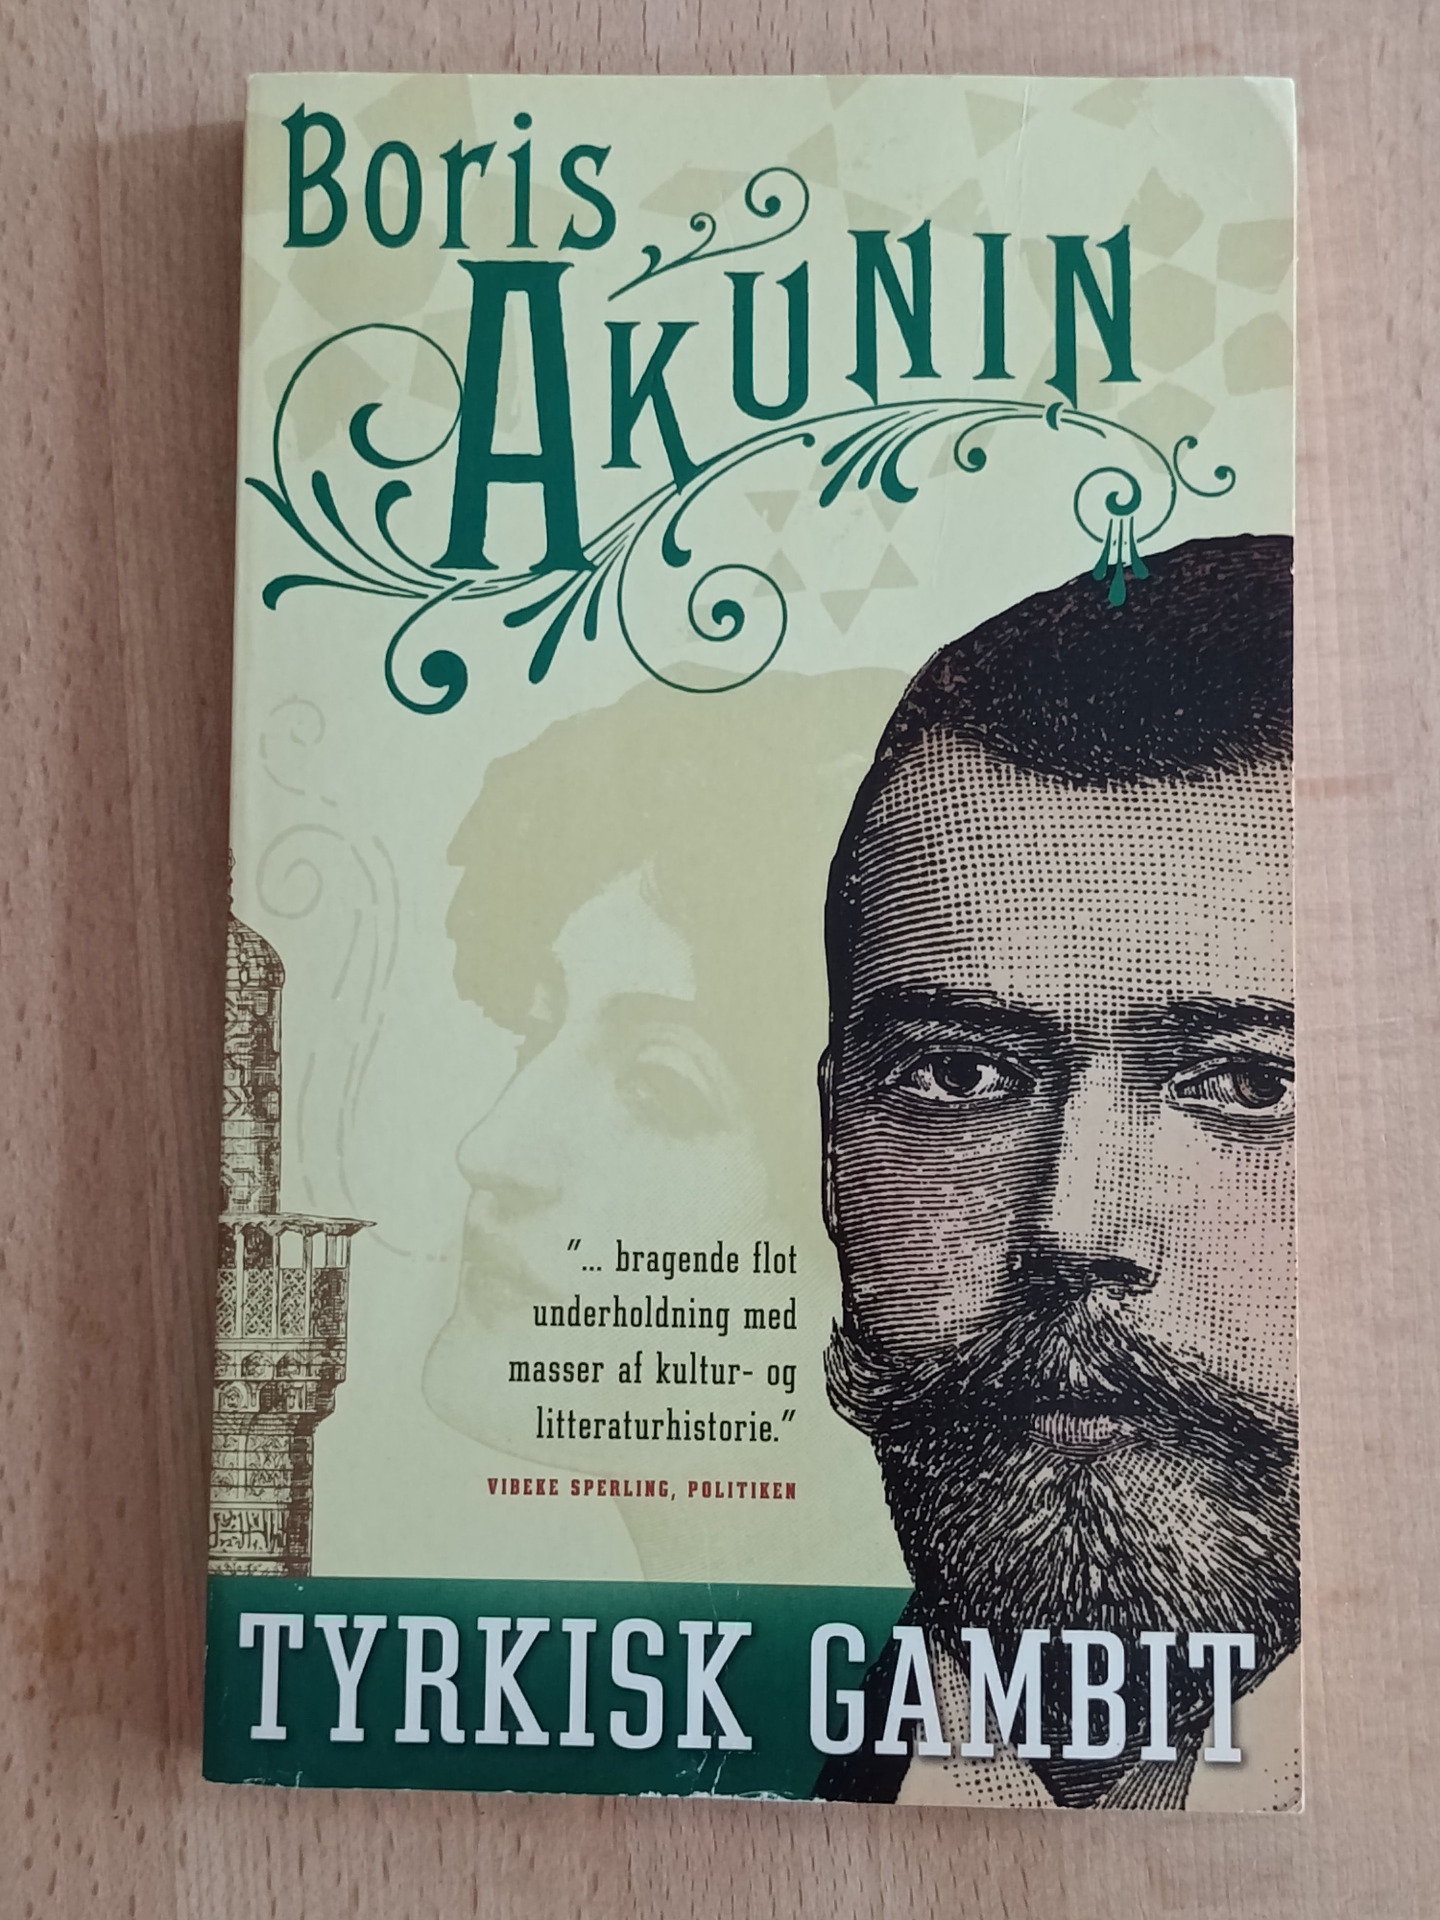 Boris
AKUNIN
"... bragende flot
underholdning med
masser af kultur- og
litteraturhistorie."
VIBEKE SPERLING, POLITIKEN
TYRKISK GAMBIT